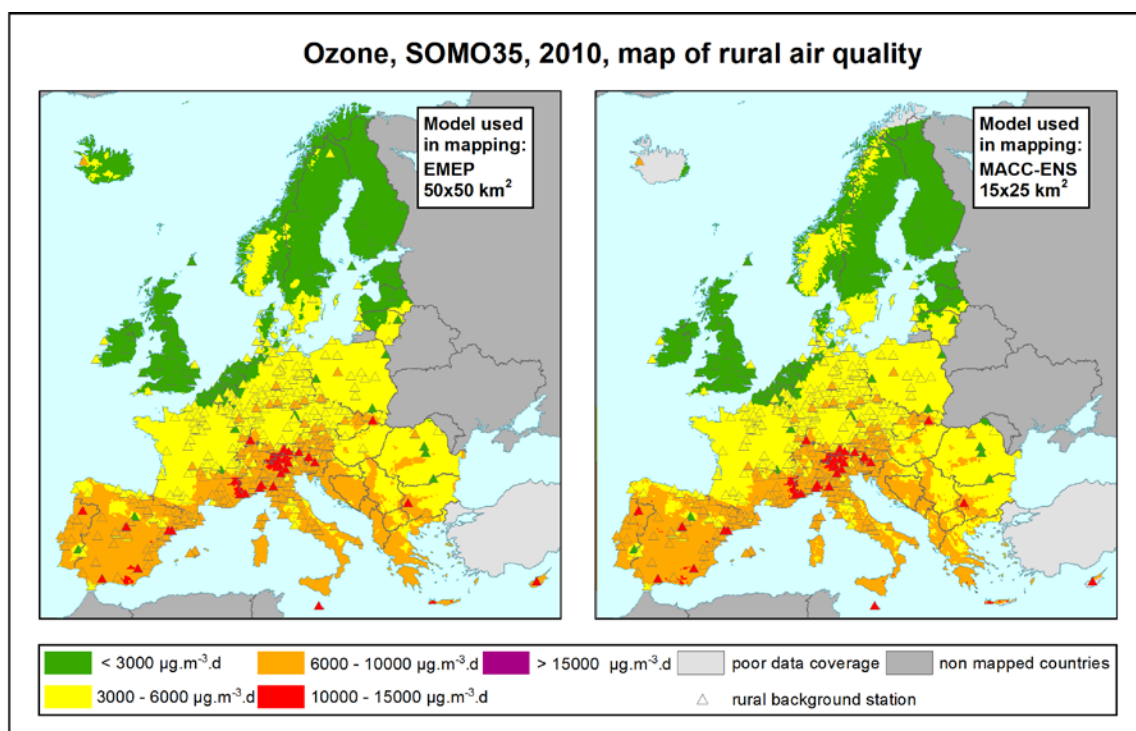 Ozone, SOMO35, 2010, map of rural air quality
Model used
in mapping:
EMEP
50x50 km²
Model used
in mapping:
MACC-ENS
15x25 km²
< 3000 µg.m⁻³.d
6000 - 10000 µg.m⁻³.d
> 15000 µg.m⁻³.d
poor data coverage
non mapped countries
3000 - 6000 µg.m⁻³.d
10000 - 15000 µg.m⁻³.d
rural background station